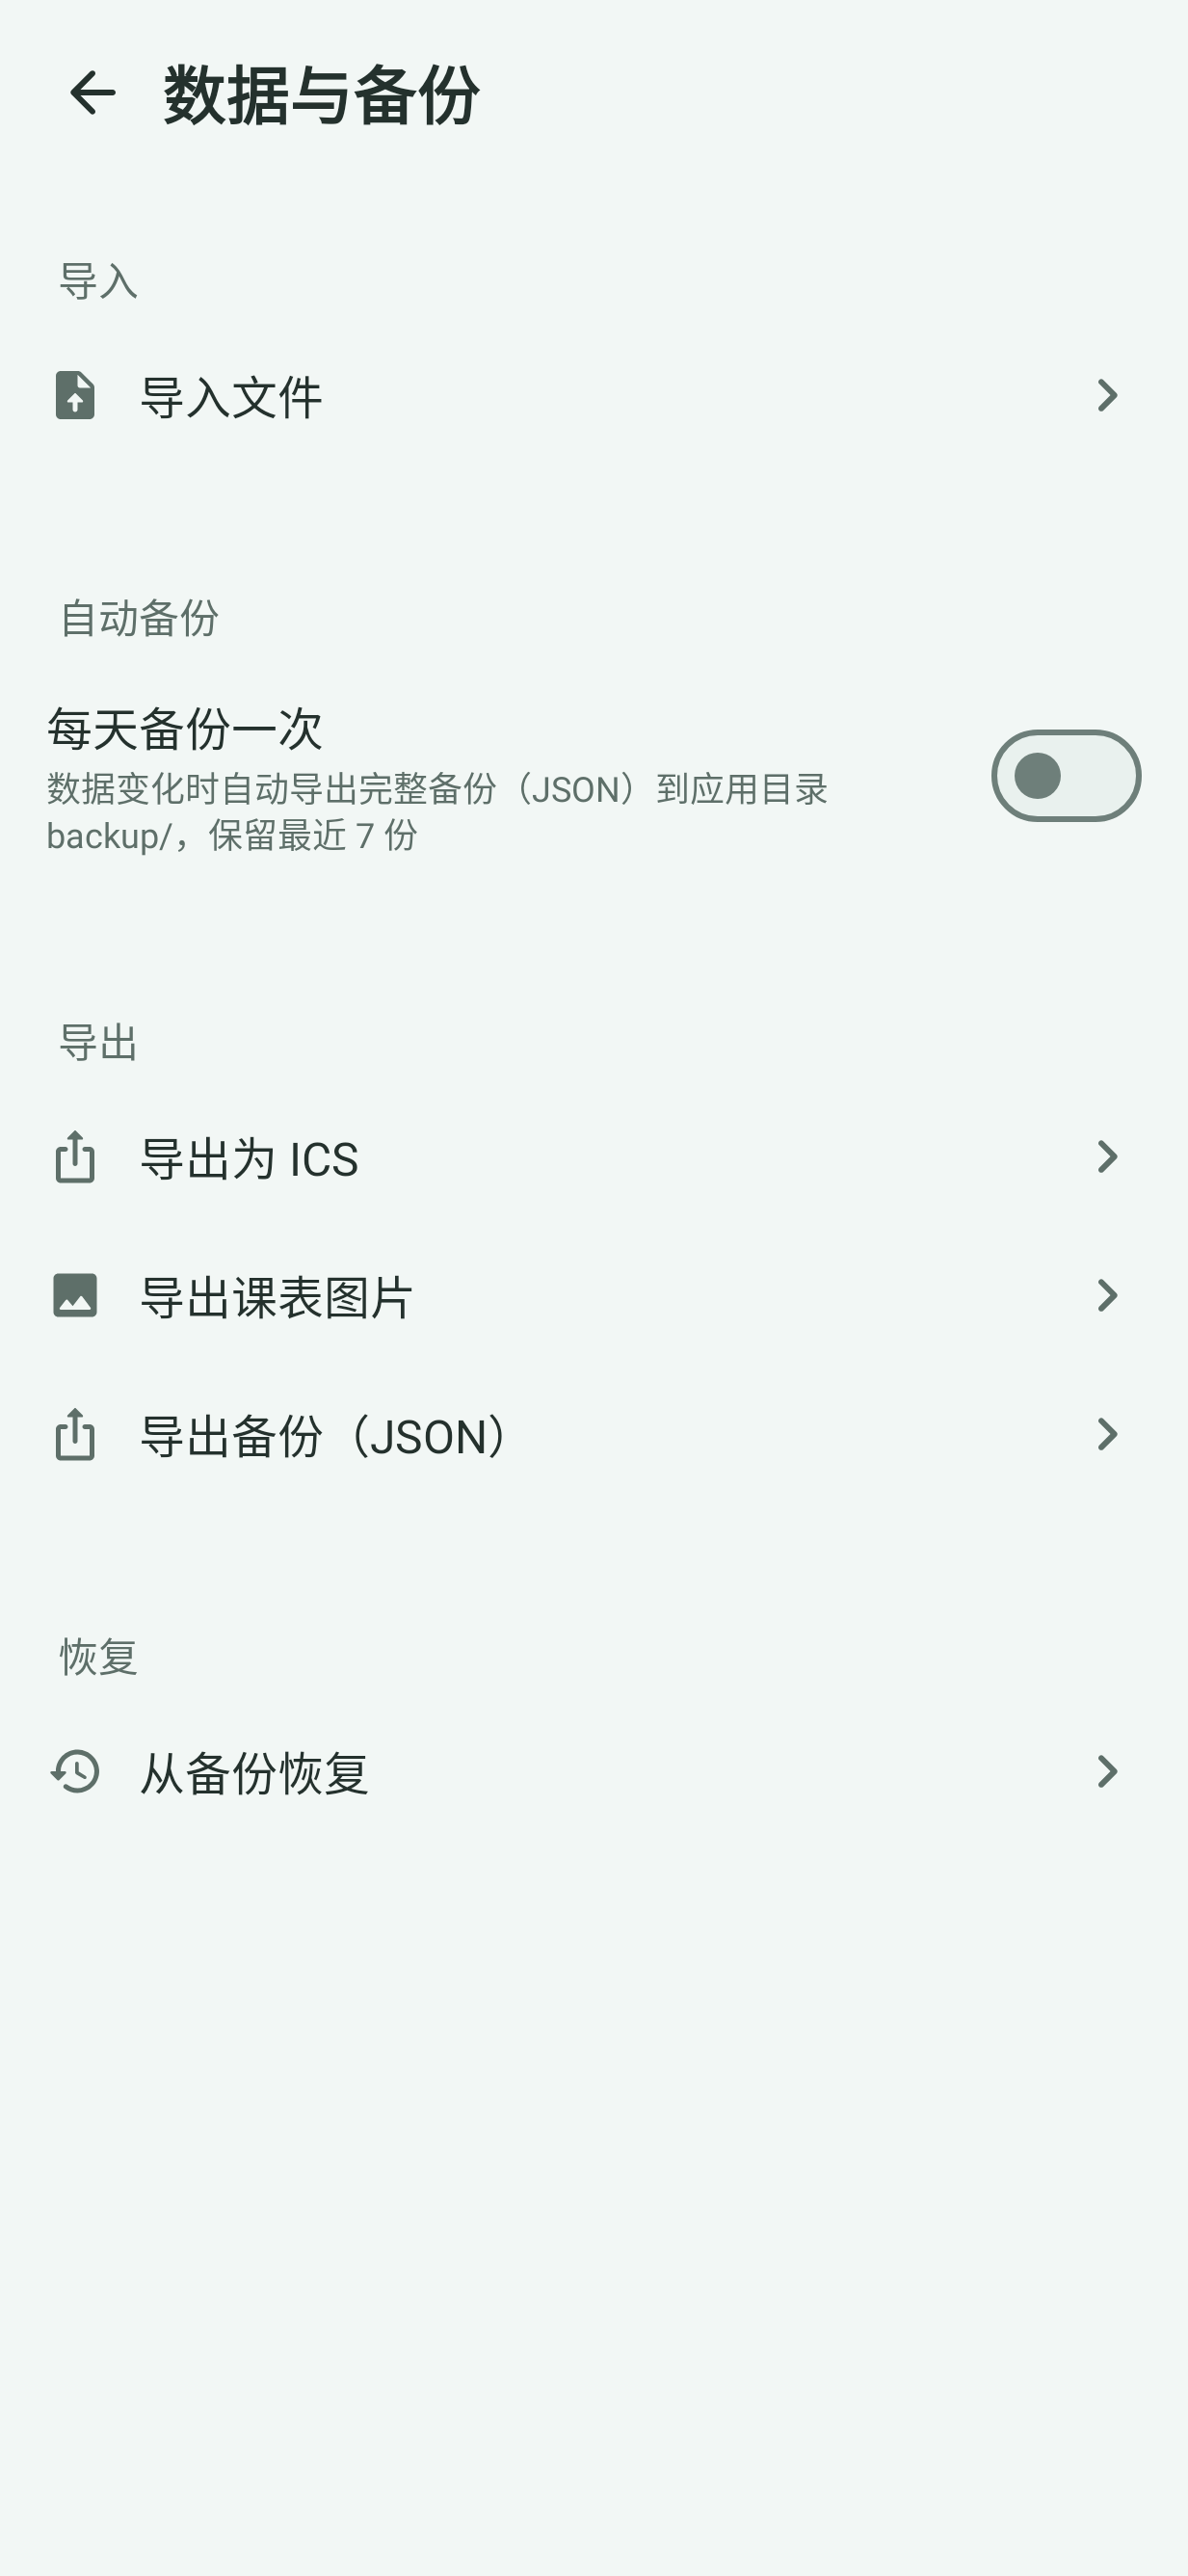 数据与备份
导入
导入文件
自动备份
每天备份一次
数据变化时自动导出完整备份（JSON）到应用目录
backup/，保留最近 7 份
导出
导出为 ICS
导出课表图片
导出备份（JSON）
恢复
从备份恢复